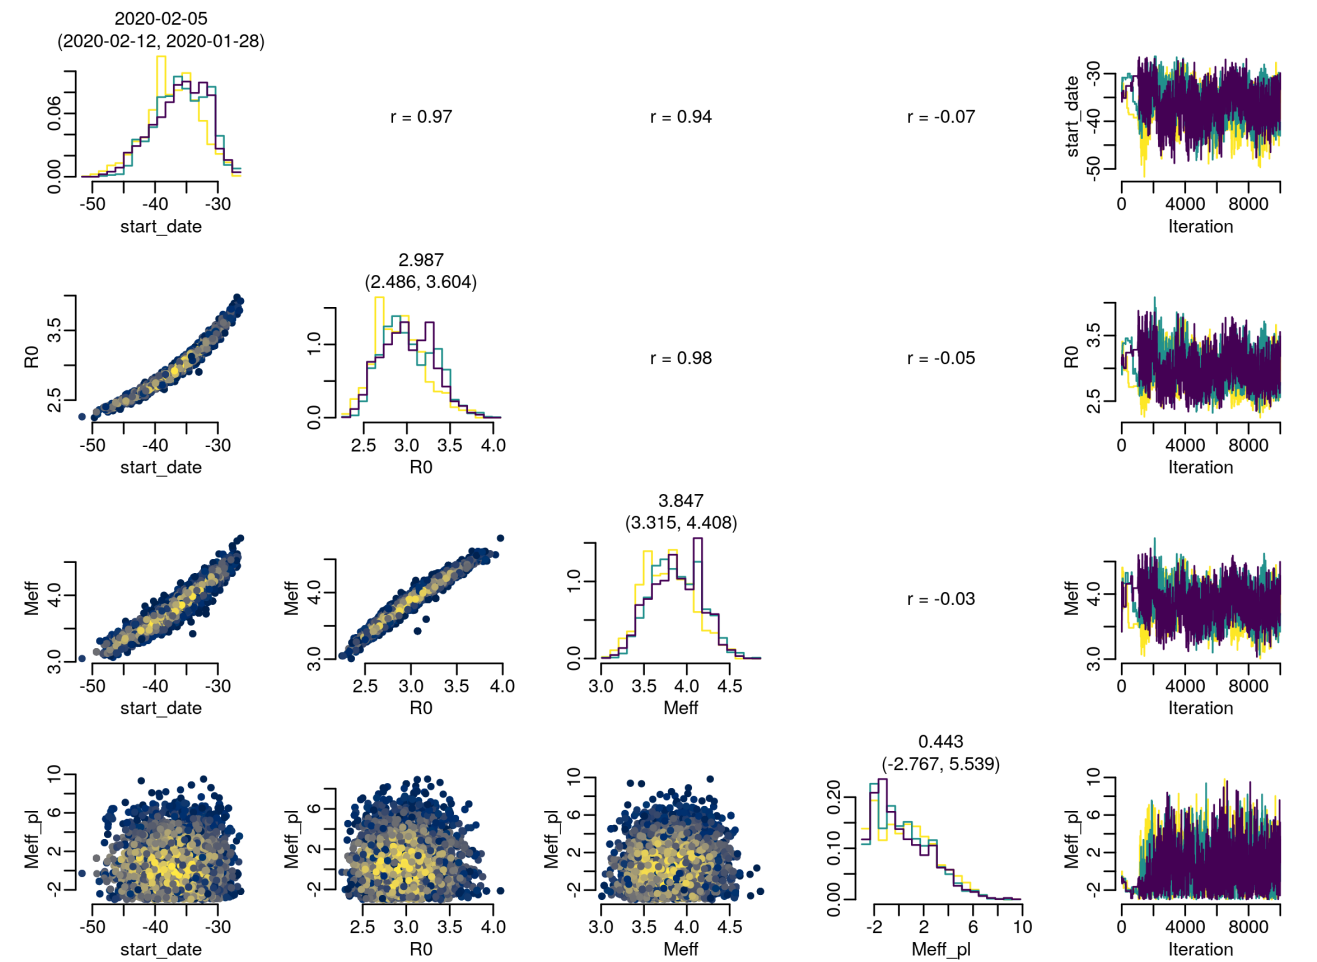 2020-02-05
(2020-02-12, 2020-01-28)
0.00 0.06
-50 -40 -30
start_date
r = 0.97
r = 0.94
r = -0.07
start_date
-50 -40 -30
0 4000 8000
Iteration
R0
2.5 3.5
-50 -40 -30
start_date
2.987
(2.486, 3.604)
0.0 1.0
2.5 3.0 3.5 4.0
R0
r = 0.98
r = -0.05
R0
2.5 3.5
0 4000 8000
Iteration
Meff
3.0 4.0
-50 -40 -30
start_date
Meff
3.0 4.0
2.5 3.0 3.5 4.0
R0
3.847
(3.315, 4.408)
0.0 1.0
3.0 3.5 4.0 4.5
Meff
r = -0.03
Meff
3.0 4.0
0 4000 8000
Iteration
Meff_pl
-2 2 6 10
-50 -40 -30
start_date
Meff_pl
-2 2 6
2.5 3.0 3.5 4.0
R0
Meff_pl
-2 2 6 10
3.0 3.5 4.0 4.5
Meff
0.443
(-2.767, 5.539)
0.00 0.10 0.20
-2 2 6 10
Meff_pl
Meff_pl
-2 2 6 10
0 4000 8000
Iteration